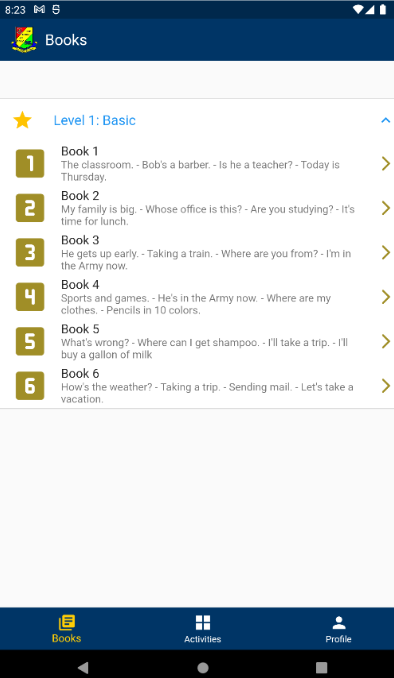 8:23
Books
Level 1: Basic
1
Book 1
The classroom. - Bob's a barber. - Is he a teacher? - Today is
Thursday.
2
Book 2
My family is big. - Whose office is this? - Are you studying? - It's
time for lunch.
3
Book 3
He gets up early. - Taking a train. - Where are you from? - I'm in
the Army now.
4
Book 4
Sports and games. - He's in the Army now. - Where are my
clothes. - Pencils in 10 colors.
5
Book 5
What's wrong? - Where can I get shampoo. - I'll take a trip. - I'll
buy a gallon of milk
6
Book 6
How's the weather? - Taking a trip. - Sending mail. - Let's take a
vacation.
Books
Activities
Profile